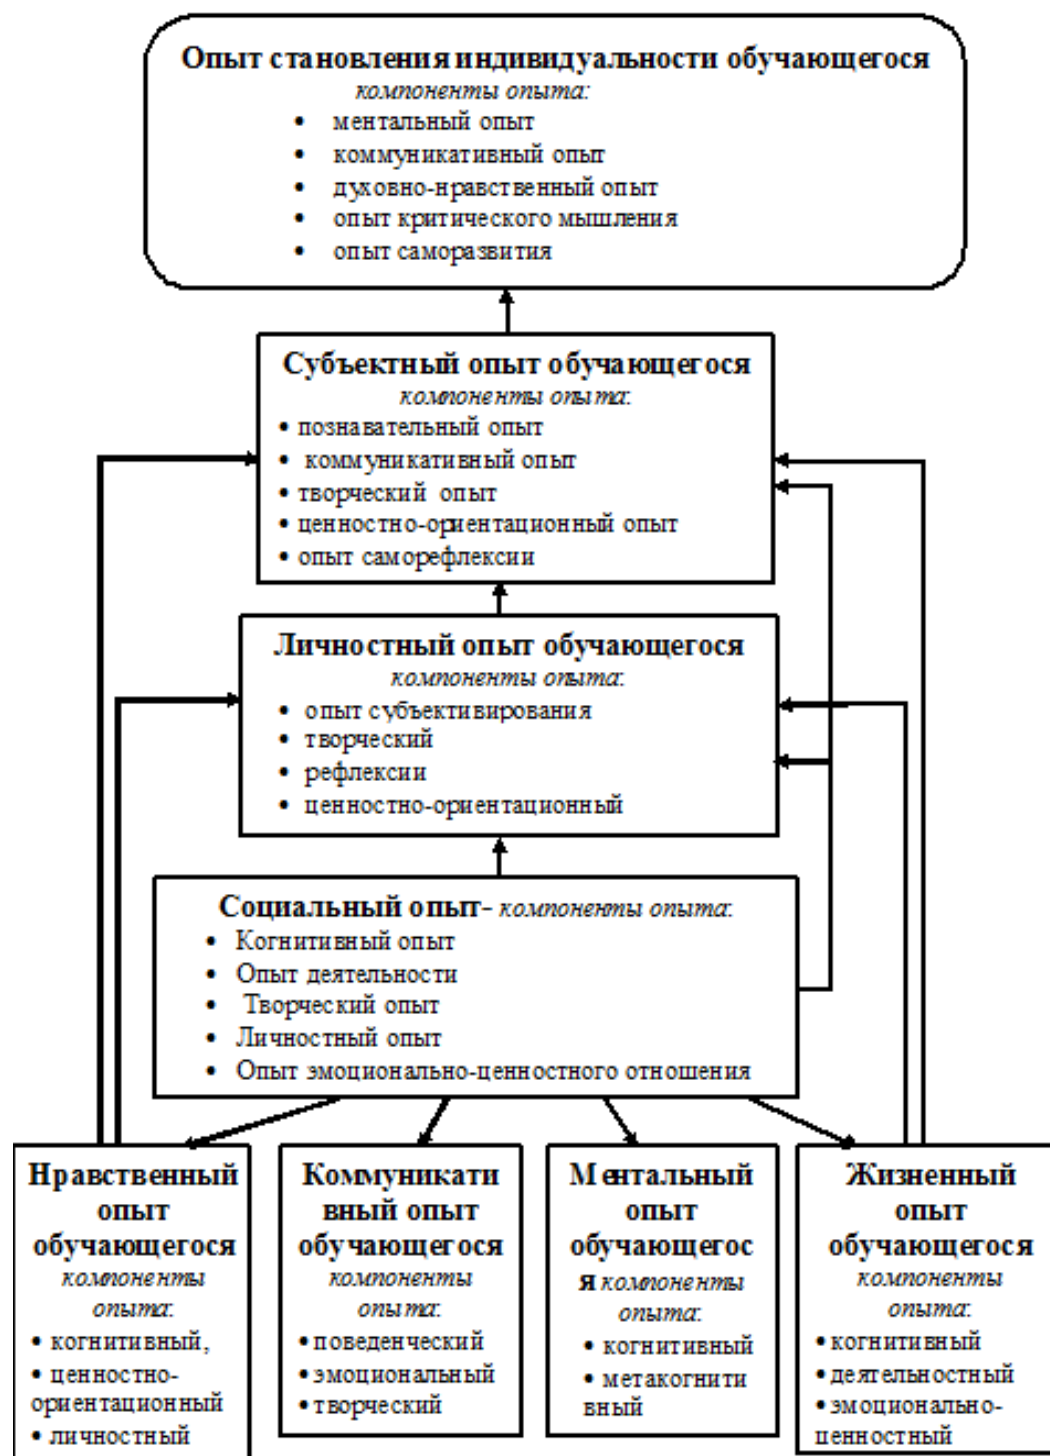 Опыт становления индивидуальности обучающегося
компоненты опыта:
• ментальный опыт
• коммуникативный опыт
• духовно-нравственный опыт
• опыт критического мышления
• опыт саморазвития
Субъектный опыт обучающегося
компоненты опыта:
• познавательный опыт
• коммуникативный опыт
• творческий опыт
• ценностно-ориентационный опыт
• опыт саморефлексии
Личностный опыт обучающегося
компоненты опыта:
• опыт субъективирования
• творческий
• рефлексии
• ценностно-ориентационный
Социальный опыт- компоненты опыта:
• Когнитивный опыт
• Опыт деятельности
• Творческий опыт
• Личностный опыт
• Опыт эмоционально-ценностного отношения
Нравственный
опыт
обучающегося
компоненты
опыта:
• когнитивный,
• ценностно-
ориентационный
• личностный
Коммуникати
вный опыт
обучающегося
компоненты
опыта:
• поведенческий
• эмоциональный
• творческий
Ментальный
опыт
обучающегос
я компоненты
опыта:
• когнитивный
• метакогнити
вный
Жизненный
опыт
обучающегося
компоненты
опыта:
• когнитивный
• деятельностный
• эмоционально-
ценностный